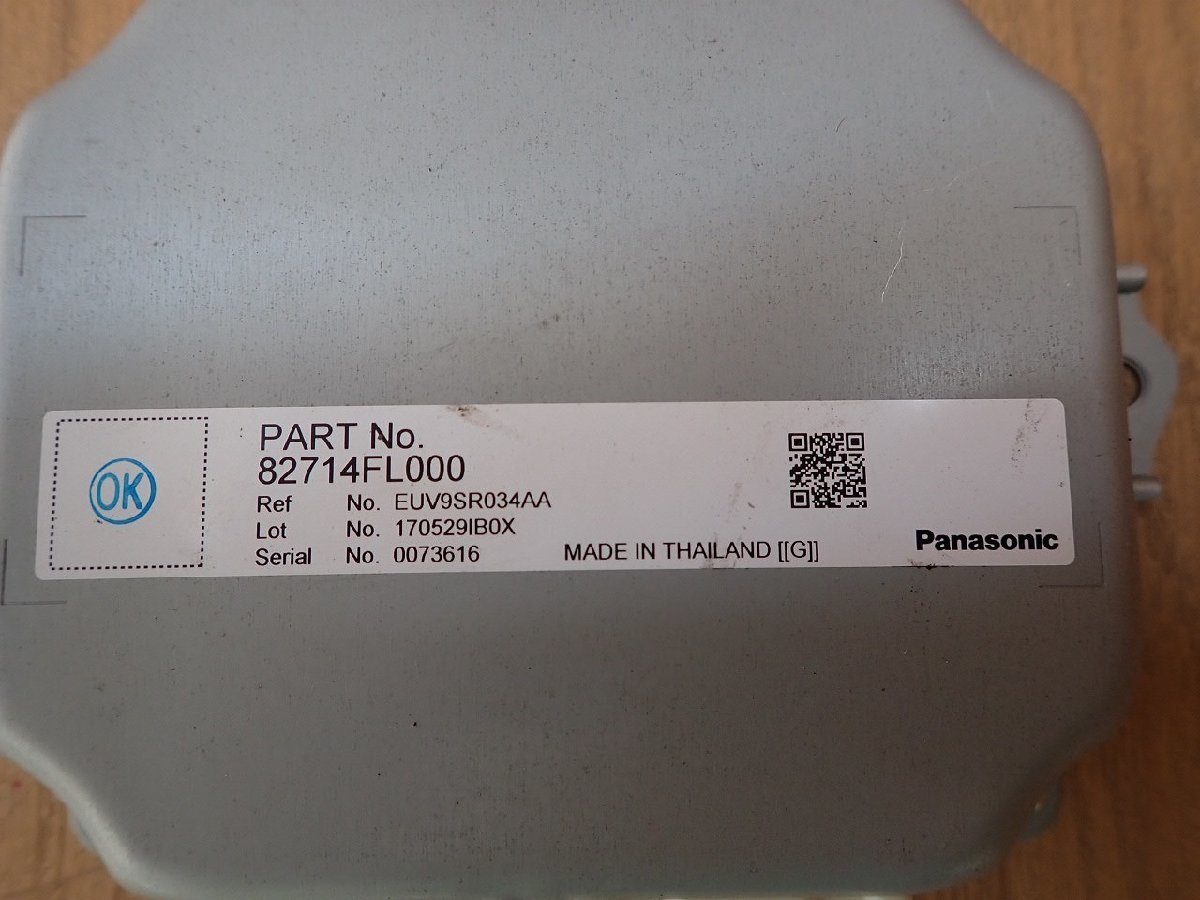 OK
PART No.
82714FL000
Ref No. EUV9SR034AA
Lot No. 170529IB0X
Serial No. 0073616
MADE IN THAILAND [[G]]
Panasonic